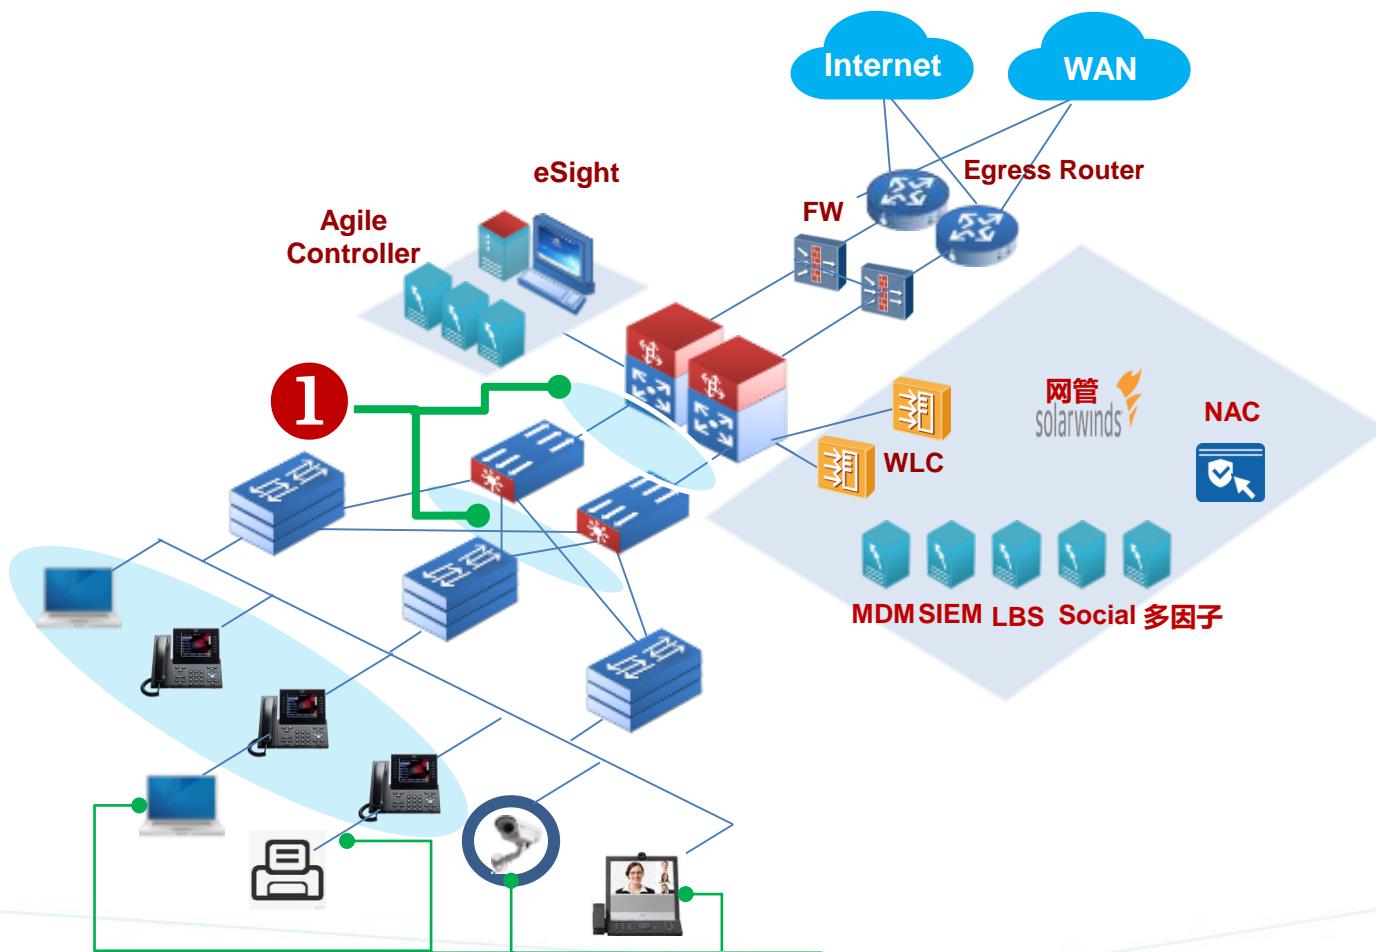 Internet
WAN
Egress Router
eSight
FW
Agile
Controller
1
网管
solarwinds
NAC
WLC
MDM
SIEM
LBS
Social
多因子